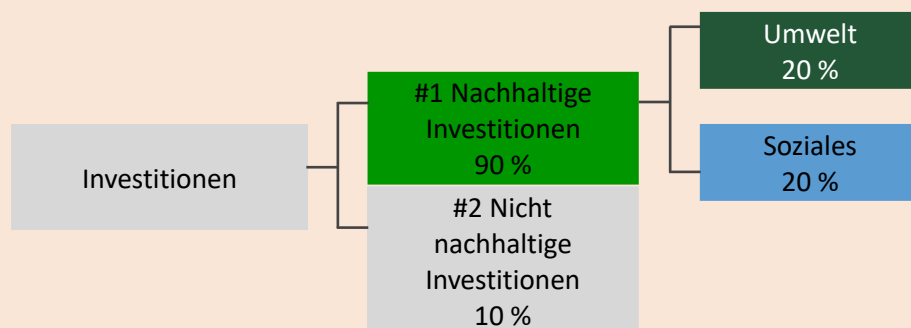 Investitionen
#1 Nachhaltige
Investitionen
90 %
#2 Nicht
nachhaltige
Investitionen
10 %
Umwelt
20 %
Soziales
20 %